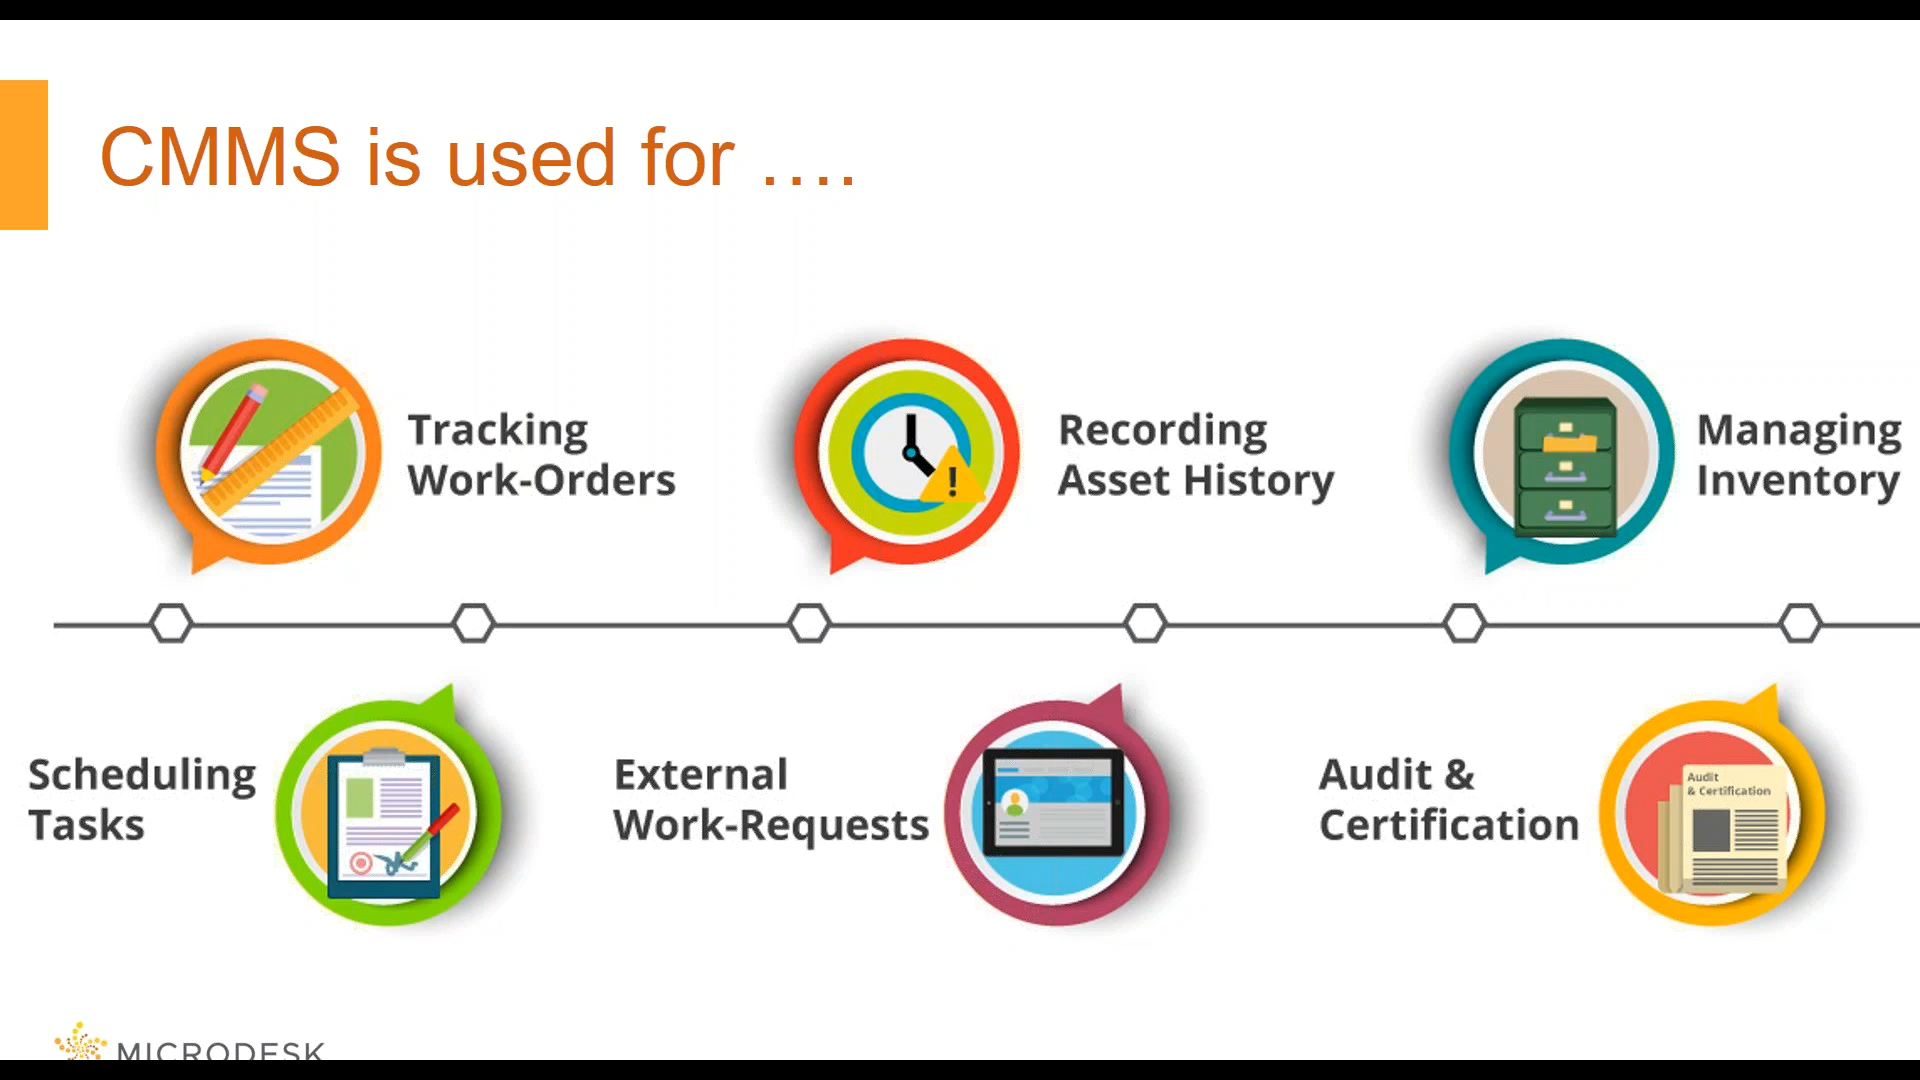 CMMS is used for ....
Tracking
Work-Orders
Recording
Asset History
Managing
Inventory
Scheduling
Tasks
External
Work-Requests
Audit &
Certification
Audit
& Certification
MICRODESK